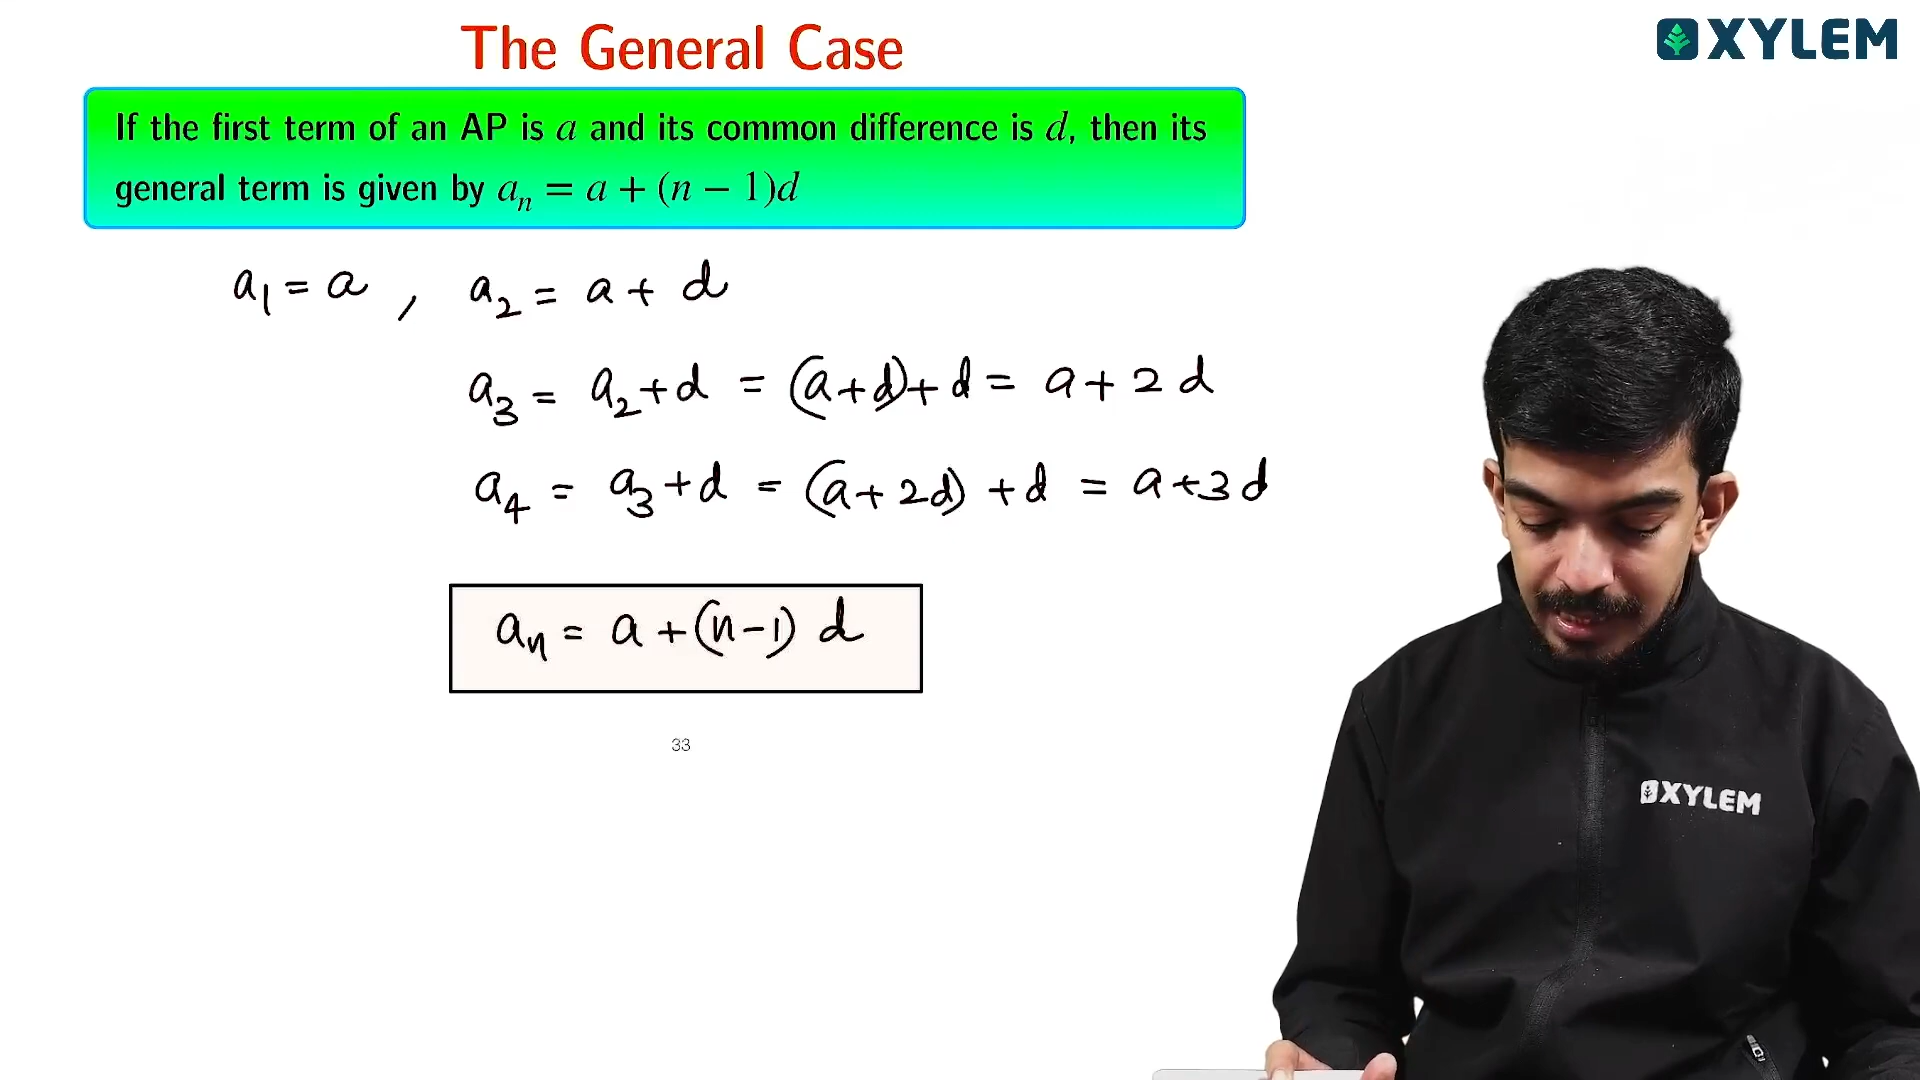 The General Case
XYLEM
If the first term of an AP is a and its common difference is d, then its
general term is given by aₙ = a + (n − 1)d
a₁ = a , a₂ = a + d
a₃ = a₂ + d = (a + d) + d = a + 2d
a₄ = a₃ + d = (a + 2d) + d = a + 3d
aₙ = a + (n − 1) d
33
XYLEM